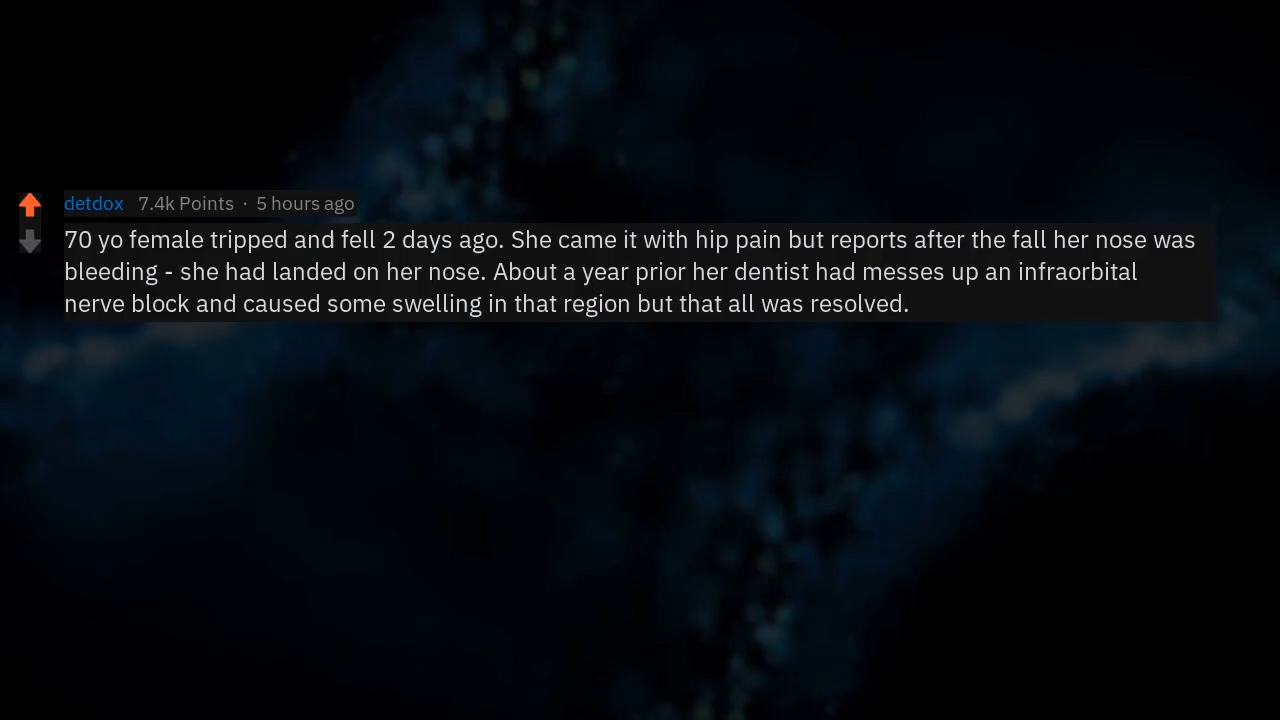 detdox 7.4k Points · 5 hours ago
70 yo female tripped and fell 2 days ago. She came it with hip pain but reports after the fall her nose was
bleeding - she had landed on her nose. About a year prior her dentist had messes up an infraorbital
nerve block and caused some swelling in that region but that all was resolved.